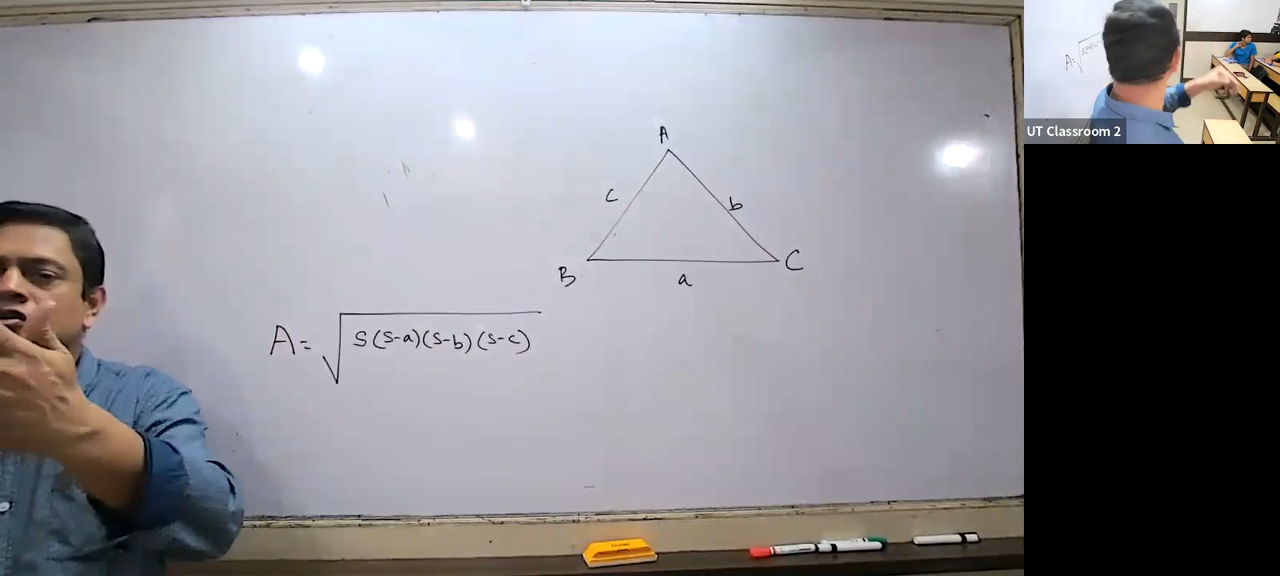 A
c
b
B
C
a
A = √S(S-a)(S-b)(S-c)
UT Classroom 2